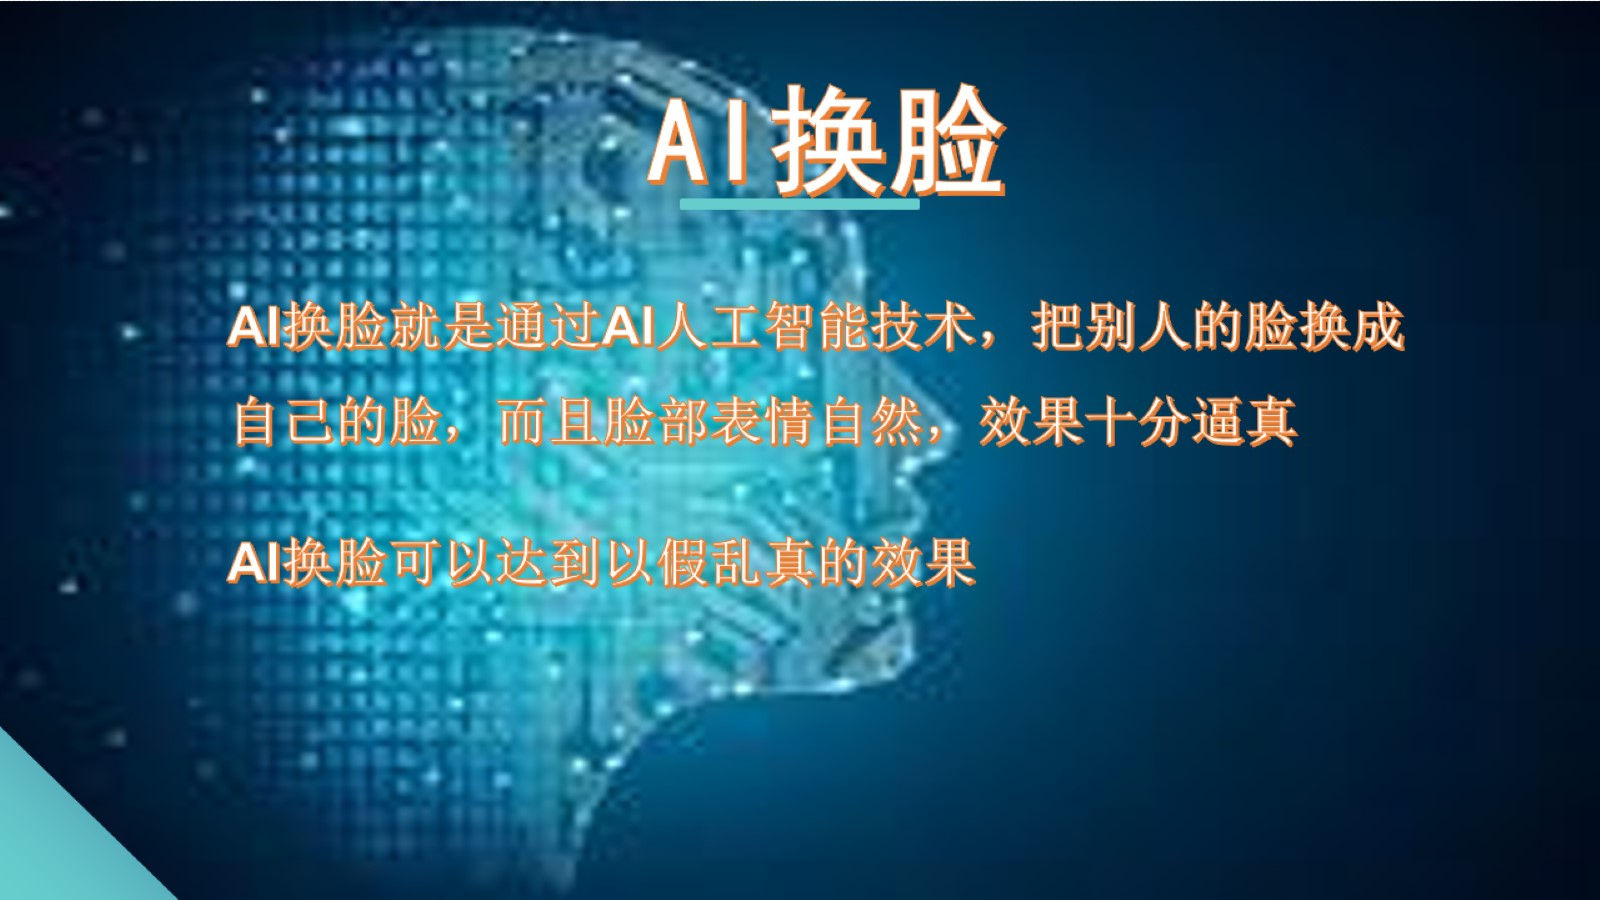 AI换脸
AI换脸就是通过AI人工智能技术，把别人的脸换成
自己的脸，而且脸部表情自然，效果十分逼真
AI换脸可以达到以假乱真的效果